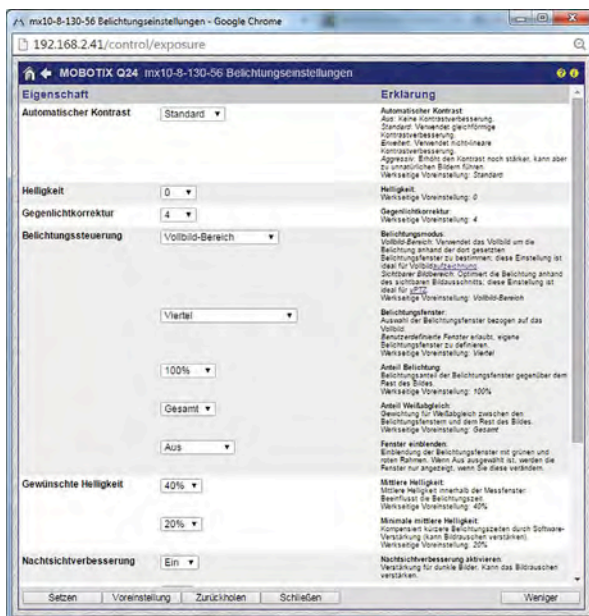 mx10-8-130-56 Belichtungseinstellungen - Google Chrome
192.168.2.41/control/exposure
MOBOTIX Q24 mx10-8-130-56 Belichtungseinstellungen
Eigenschaft
Erklärung
Automatischer Kontrast
Standard
Automatischer Kontrast:
Aus: Keine Kontrastverbesserung.
Standard: Verwendet gleichförmige
Kontrastverbesserung.
Erweitert: Verwendet nicht-lineare
Kontrastverbesserung.
Aggressiv: Erhöht den Kontrast noch stärker, kann aber
zu unnatürlichen Bildern führen.
Werkseitige Voreinstellung: Standard
Helligkeit
0
Helligkeit:
Werkseitige Voreinstellung: 0
Gegenlichtkorrektur
4
Gegenlichtkorrektur:
Werkseitige Voreinstellung: 4
Belichtungssteuerung
Vollbild-Bereich
Belichtungsmodus:
Vollbild-Bereich: Verwendet das Vollbild um die
Belichtung anhand der dort gesetzten
Belichtungsfenster zu bestimmen; diese Einstellung ist
ideal für Vollbildaufzeichnung.
Sichtbarer Bildbereich: Optimiert die Belichtung anhand
des sichtbaren Bildausschnitts; diese Einstellung ist
ideal für vPTZ.
Werkseitige Voreinstellung: Vollbild-Bereich
Viertel
Belichtungsfenster:
Auswahl der Belichtungsfenster bezogen auf das
Vollbild.
Benutzerdefinierte Fenster erlaubt, eigene
Belichtungsfenster zu definieren.
Werkseitige Voreinstellung: Viertel
100%
Anteil Belichtung:
Belichtungsanteil der Belichtungsfenster gegenüber dem
Rest des Bildes.
Werkseitige Voreinstellung: 100%
Gesamt
Anteil Weißabgleich:
Gewichtung für Weißabgleich zwischen den
Belichtungsfenstern und dem Rest des Bildes.
Werkseitige Voreinstellung: Gesamt
Aus
Fenster einblenden:
Einblendung der Belichtungsfenster mit grünen und
roten Rahmen. Wenn Aus ausgewählt ist, werden die
Fenster nur angezeigt, wenn Sie diese verändern.
Gewünschte Helligkeit
40%
Mittlere Helligkeit:
Mittlere Helligkeit innerhalb der Messfenster.
Beeinflusst die Belichtungszeit.
Werkseitige Voreinstellung: 40%
20%
Minimale mittlere Helligkeit:
Kompensiert kürzere Belichtungszeiten durch Software-
Verstärkung (kann Bildrauschen verstärken).
Werkseitige Voreinstellung: 20%
Nachtsichtverbesserung
Ein
Nachtsichtverbesserung aktivieren:
Verstärkung für dunkle Bilder. Kann das Bildrauschen
verstärken.
Setzen
Voreinstellung
Zurückholen
Schließen
Weniger